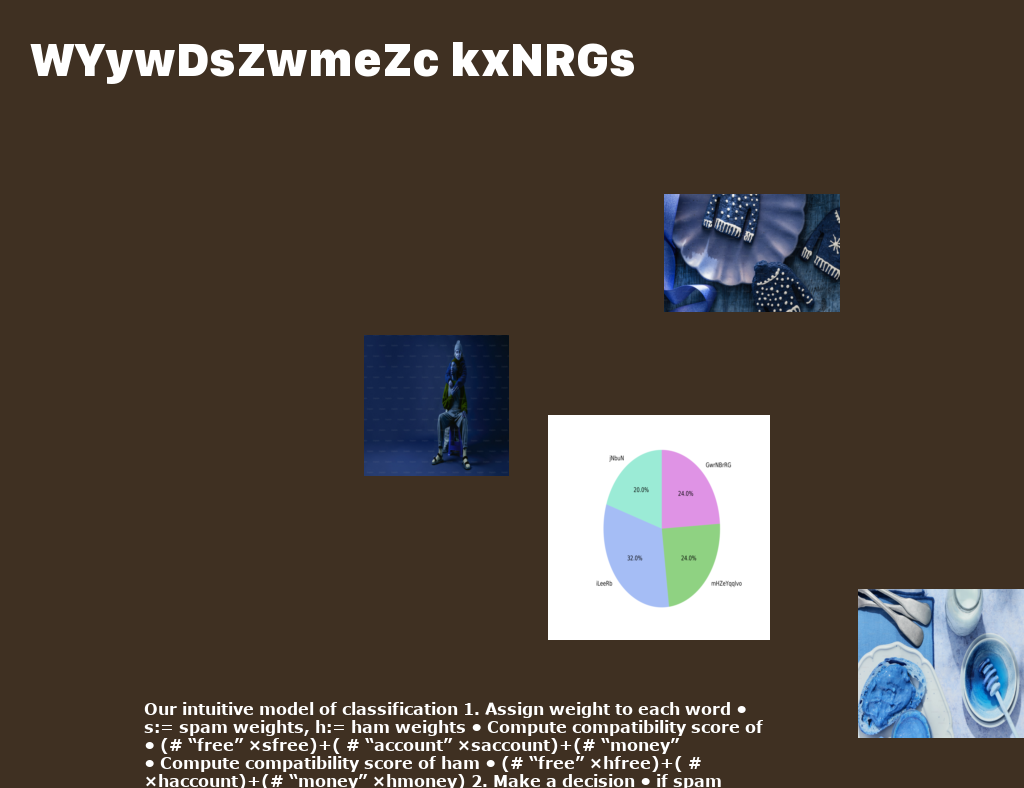 WYywDsZwmeZc kxNRGs
jNbuN
GwrNBrRG
20.0%
24.0%
32.0%
24.0%
iLeeRb
mHZeYqqlvo
Our intuitive model of classification 1. Assign weight to each word •
s:= spam weights, h:= ham weights • Compute compatibility score of
• (# “free” ×sfree)+( # “account” ×saccount)+(# “money”
• Compute compatibility score of ham • (# “free” ×hfree)+( #
×haccount)+(# “money” ×hmoney) 2. Make a decision • if spam